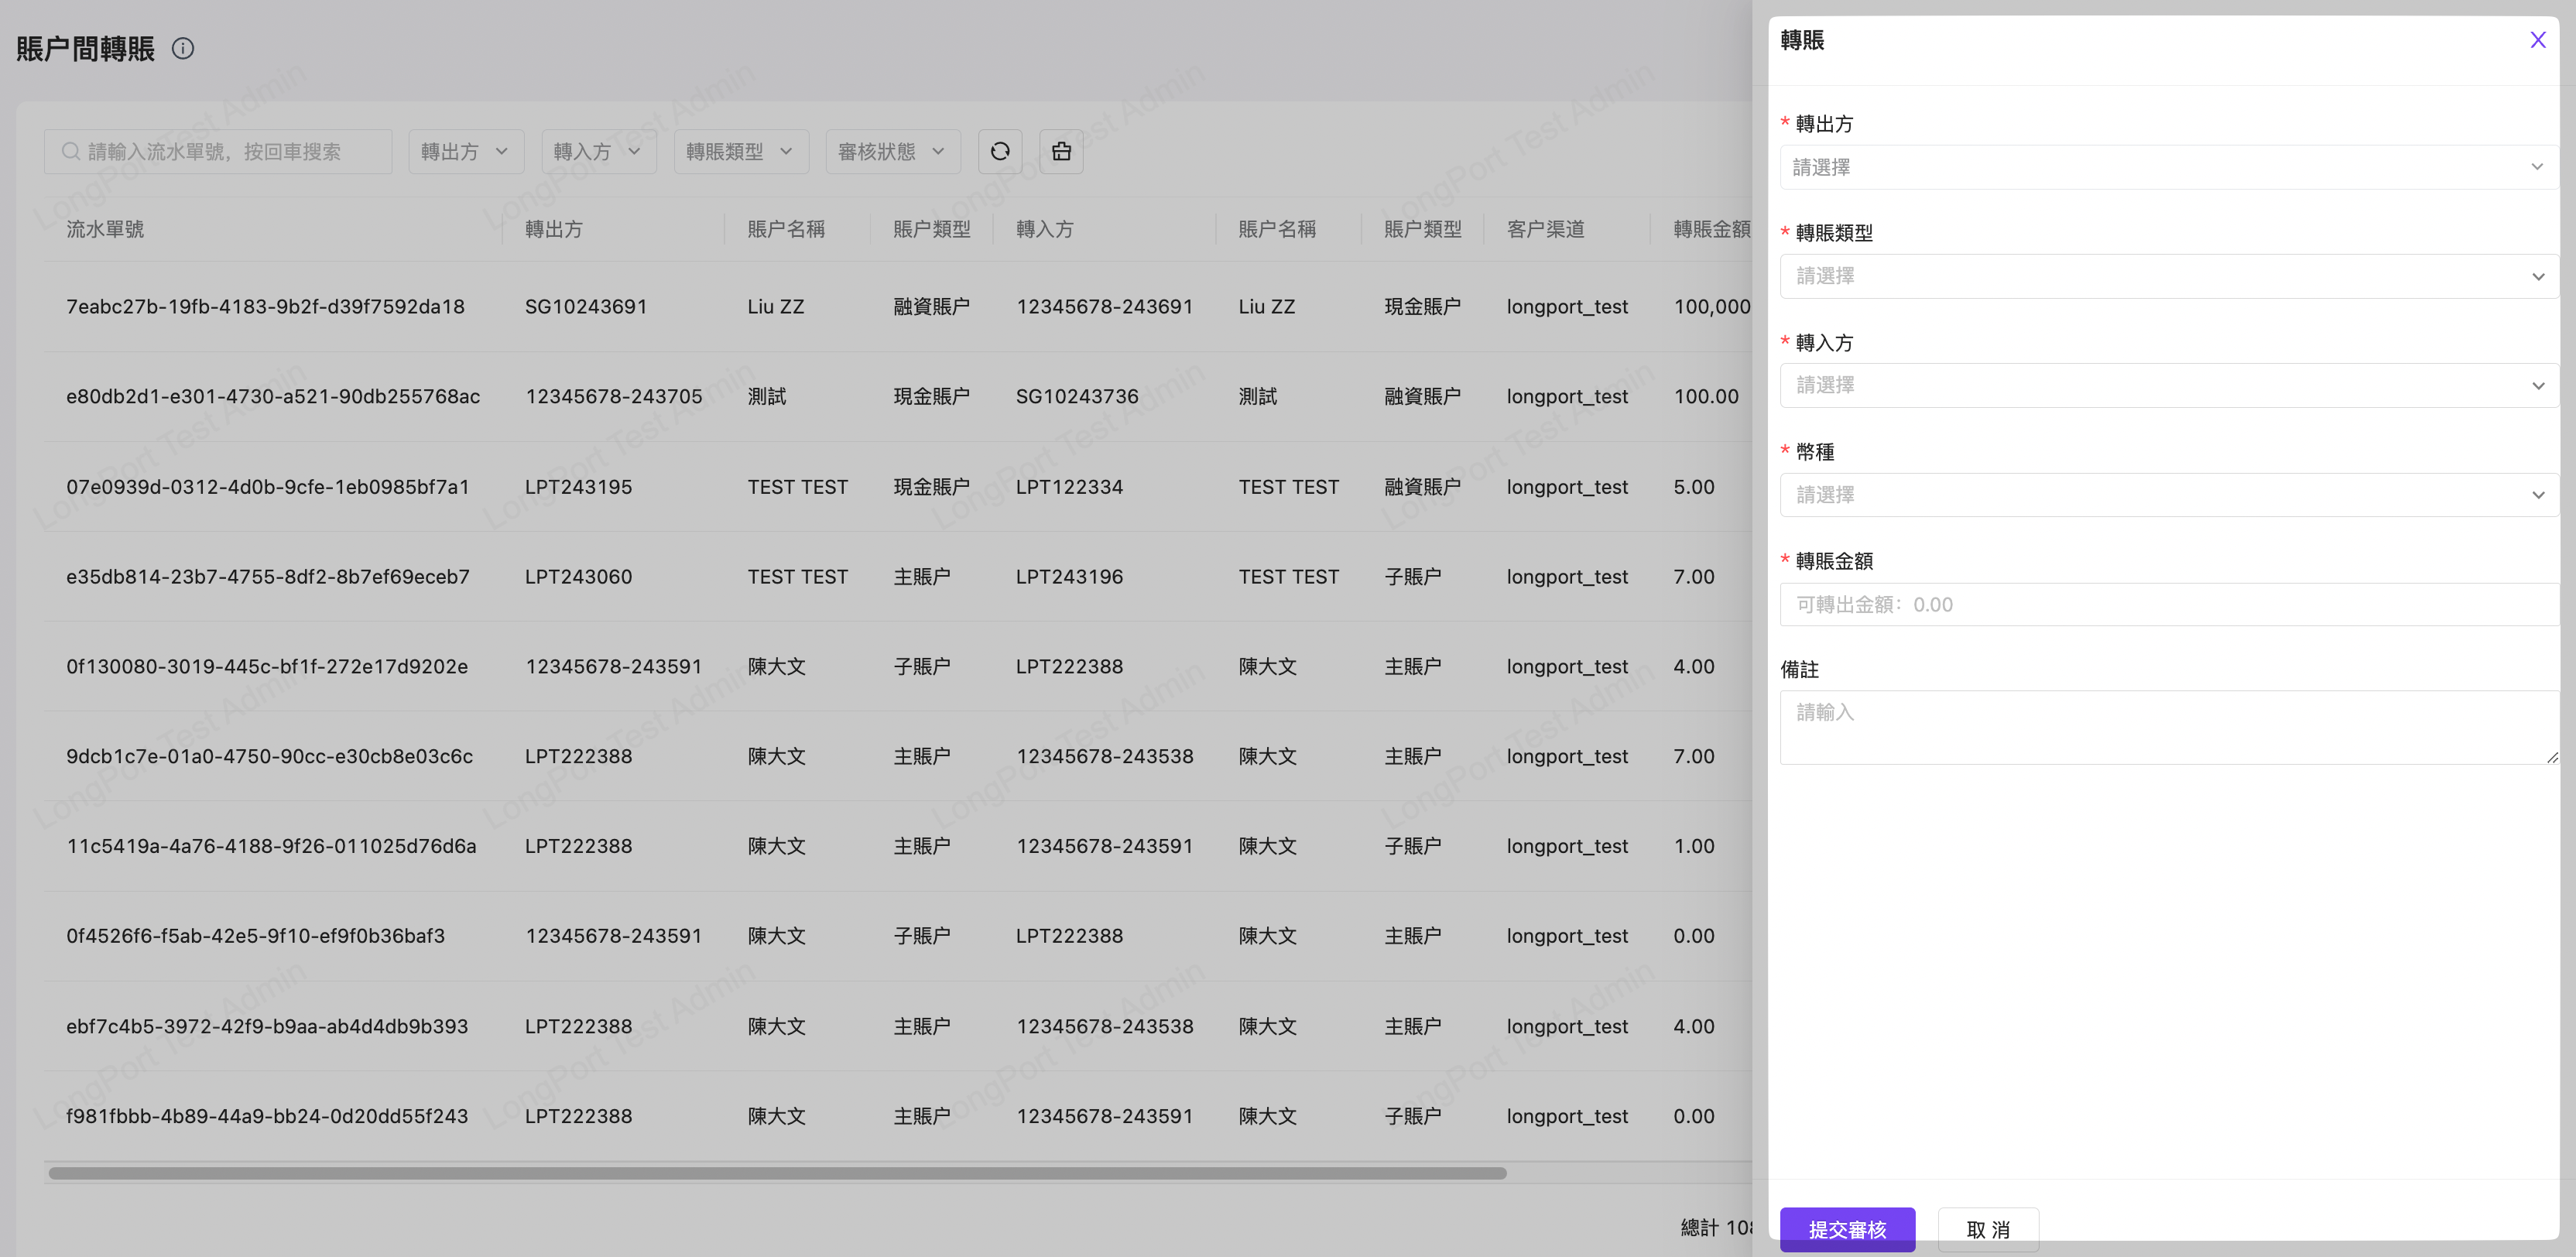 賬户間轉賬
請輸入流水單號，按回車搜索 轉出方 轉入方 轉賬類型 審核狀態
流水單號 轉出方 賬户名稱 賬户類型 轉入方 賬户名稱 賬户類型 客户渠道 轉賬金額
7eabc27b-19fb-4183-9b2f-d39f7592da18 SG10243691 Liu ZZ 融資賬户 12345678-243691 Liu ZZ 現金賬户 longport_test 100,000
e80db2d1-e301-4730-a521-90db255768ac 12345678-243705 測試 現金賬户 SG10243736 測試 融資賬户 longport_test 100.00
07e0939d-0312-4d0b-9cfe-1eb0985bf7a1 LPT243195 TEST TEST 現金賬户 LPT122334 TEST TEST 融資賬户 longport_test 5.00
e35db814-23b7-4755-8df2-8b7ef69eceb7 LPT243060 TEST TEST 主賬户 LPT243196 TEST TEST 子賬户 longport_test 7.00
0f130080-3019-445c-bf1f-272e17d9202e 12345678-243591 陳大文 子賬户 LPT222388 陳大文 主賬户 longport_test 4.00
9dcb1c7e-01a0-4750-90cc-e30cb8e03c6c LPT222388 陳大文 主賬户 12345678-243538 陳大文 主賬户 longport_test 7.00
11c5419a-4a76-4188-9f26-011025d76d6a LPT222388 陳大文 主賬户 12345678-243591 陳大文 子賬户 longport_test 1.00
0f4526f6-f5ab-42e5-9f10-ef9f0b36baf3 12345678-243591 陳大文 子賬户 LPT222388 陳大文 主賬户 longport_test 0.00
ebf7c4b5-3972-42f9-b9aa-ab4d4db9b393 LPT222388 陳大文 主賬户 12345678-243538 陳大文 主賬户 longport_test 4.00
f981fbbb-4b89-44a9-bb24-0d20dd55f243 LPT222388 陳大文 主賬户 12345678-243591 陳大文 子賬户 longport_test 0.00
總計 108
LongPort Test Admin
轉賬
* 轉出方
請選擇
* 轉賬類型
請選擇
* 轉入方
請選擇
* 幣種
請選擇
* 轉賬金額
可轉出金額：0.00
備註
請輸入
提交審核 取 消